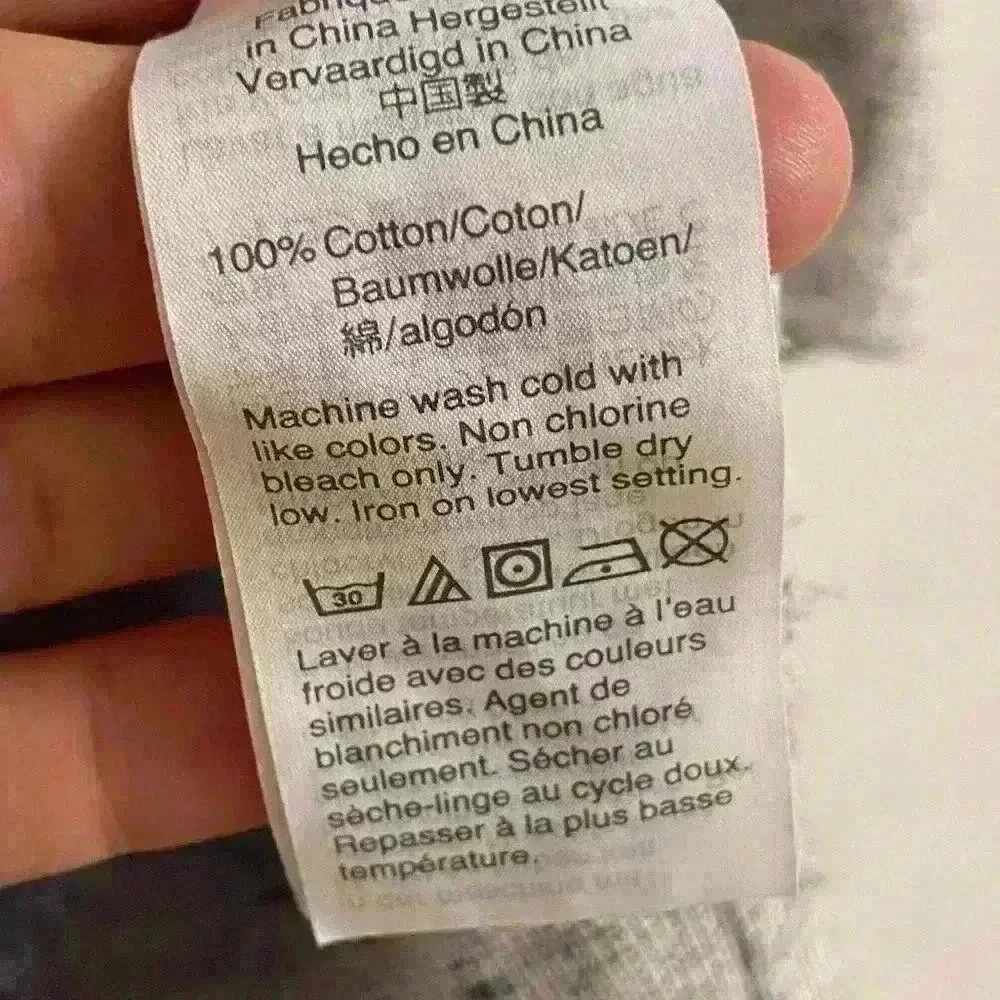 in China Hergestellt
Vervaardigd in China
中国製
Hecho en China
100% Cotton/Coton/
Baumwolle/Katoen/
綿/algodón
Machine wash cold with
like colors. Non chlorine
bleach only. Tumble dry
low. Iron on lowest setting.
30
Laver à la machine à l'eau
froide avec des couleurs
similaires. Agent de
blanchiment non chloré
seulement. Sécher au
sèche-linge au cycle doux.
Repasser à la plus basse
température.